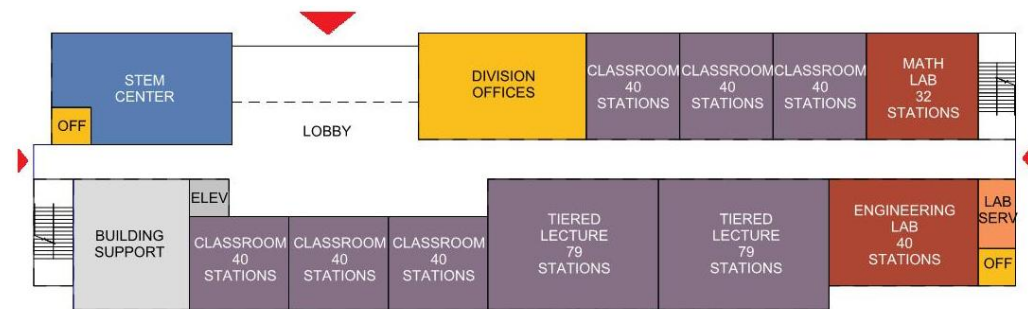 STEM
CENTER
OFF
LOBBY
DIVISION
OFFICES
CLASSROOM
40
STATIONS
CLASSROOM
40
STATIONS
CLASSROOM
40
STATIONS
MATH
LAB
32
STATIONS
BUILDING
SUPPORT
ELEV
CLASSROOM
40
STATIONS
CLASSROOM
40
STATIONS
CLASSROOM
40
STATIONS
TIERED
LECTURE
79
STATIONS
TIERED
LECTURE
79
STATIONS
ENGINEERING
LAB
40
STATIONS
LAB
SERV
OFF